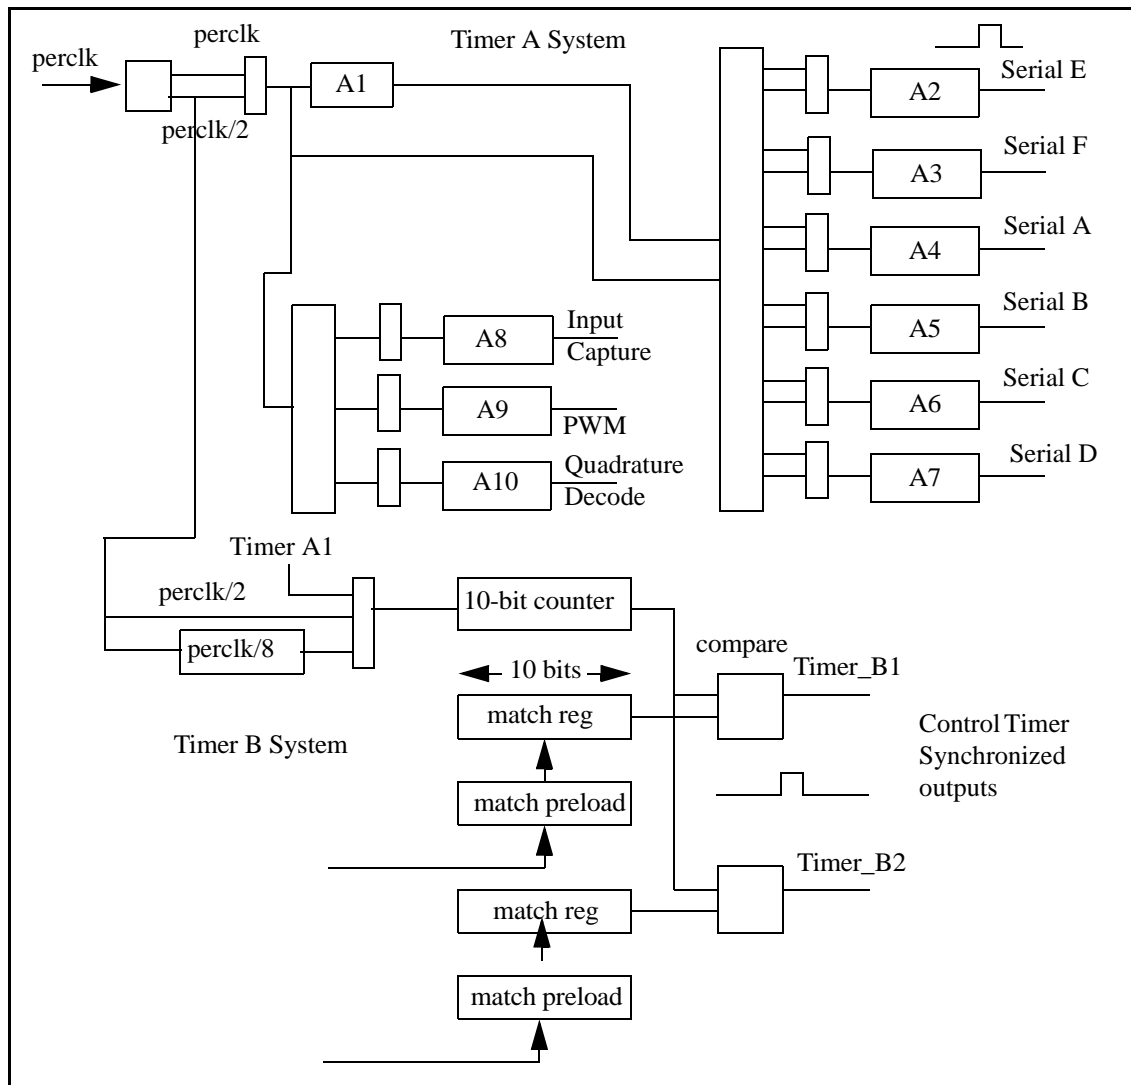 perclk
Timer A System
perclk
A1
perclk/2
A2
Serial E
A3
Serial F
A4
Serial A
A5
Serial B
A6
Serial C
A7
Serial D
A8
Input
Capture
A9
PWM
A10
Quadrature
Decode
Timer A1
perclk/2
perclk/8
10-bit counter
10 bits
compare
match reg
Timer_B1
Timer B System
match preload
Control Timer
Synchronized
outputs
match reg
Timer_B2
match preload